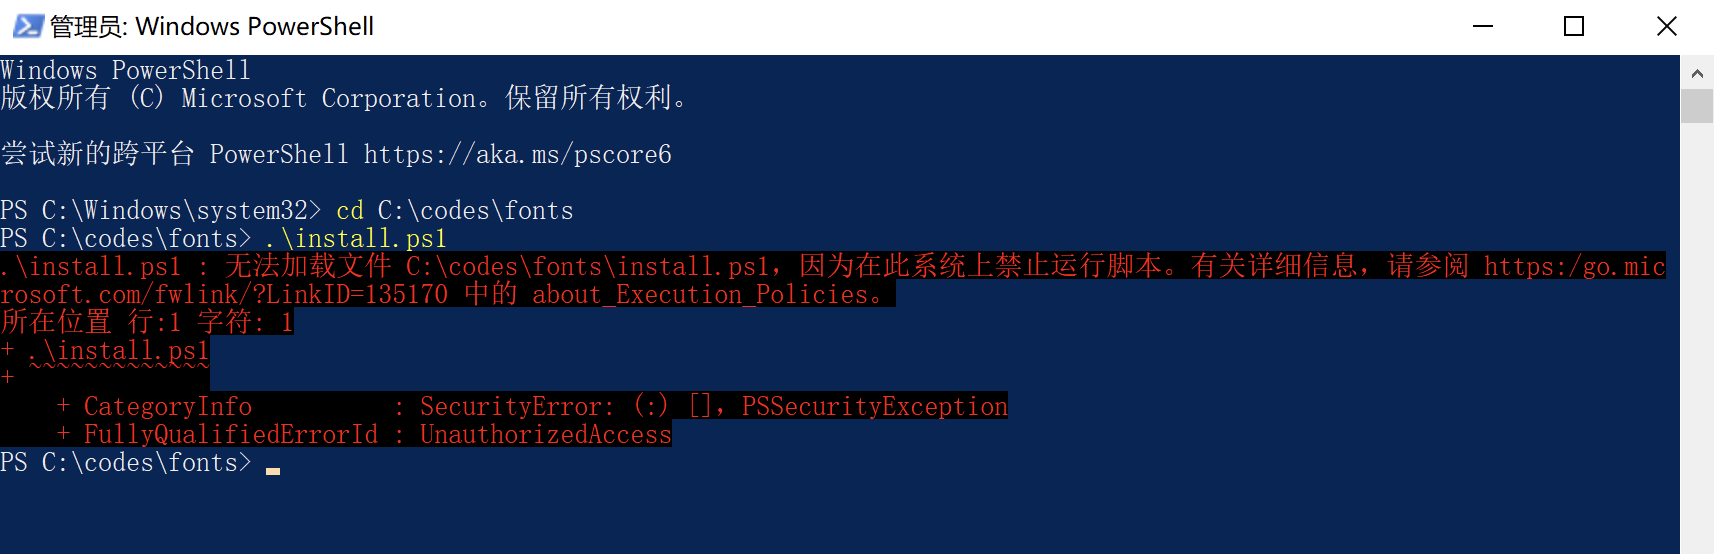 管理员: Windows PowerShell
Windows PowerShell
版权所有 (C) Microsoft Corporation。保留所有权利。
尝试新的跨平台 PowerShell https://aka.ms/pscore6
PS C:\Windows\system32> cd C:\codes\fonts
PS C:\codes\fonts> .\install.ps1
.\install.ps1 : 无法加载文件 C:\codes\fonts\install.ps1，因为在此系统上禁止运行脚本。有关详细信息，请参阅 https:/go.mic
rosoft.com/fwlink/?LinkID=135170 中的 about_Execution_Policies。
所在位置 行:1 字符: 1
+ .\install.ps1
+ ~~~~~~~~~~~~~
+ CategoryInfo          : SecurityError: (:) []，PSSecurityException
+ FullyQualifiedErrorId : UnauthorizedAccess
PS C:\codes\fonts>